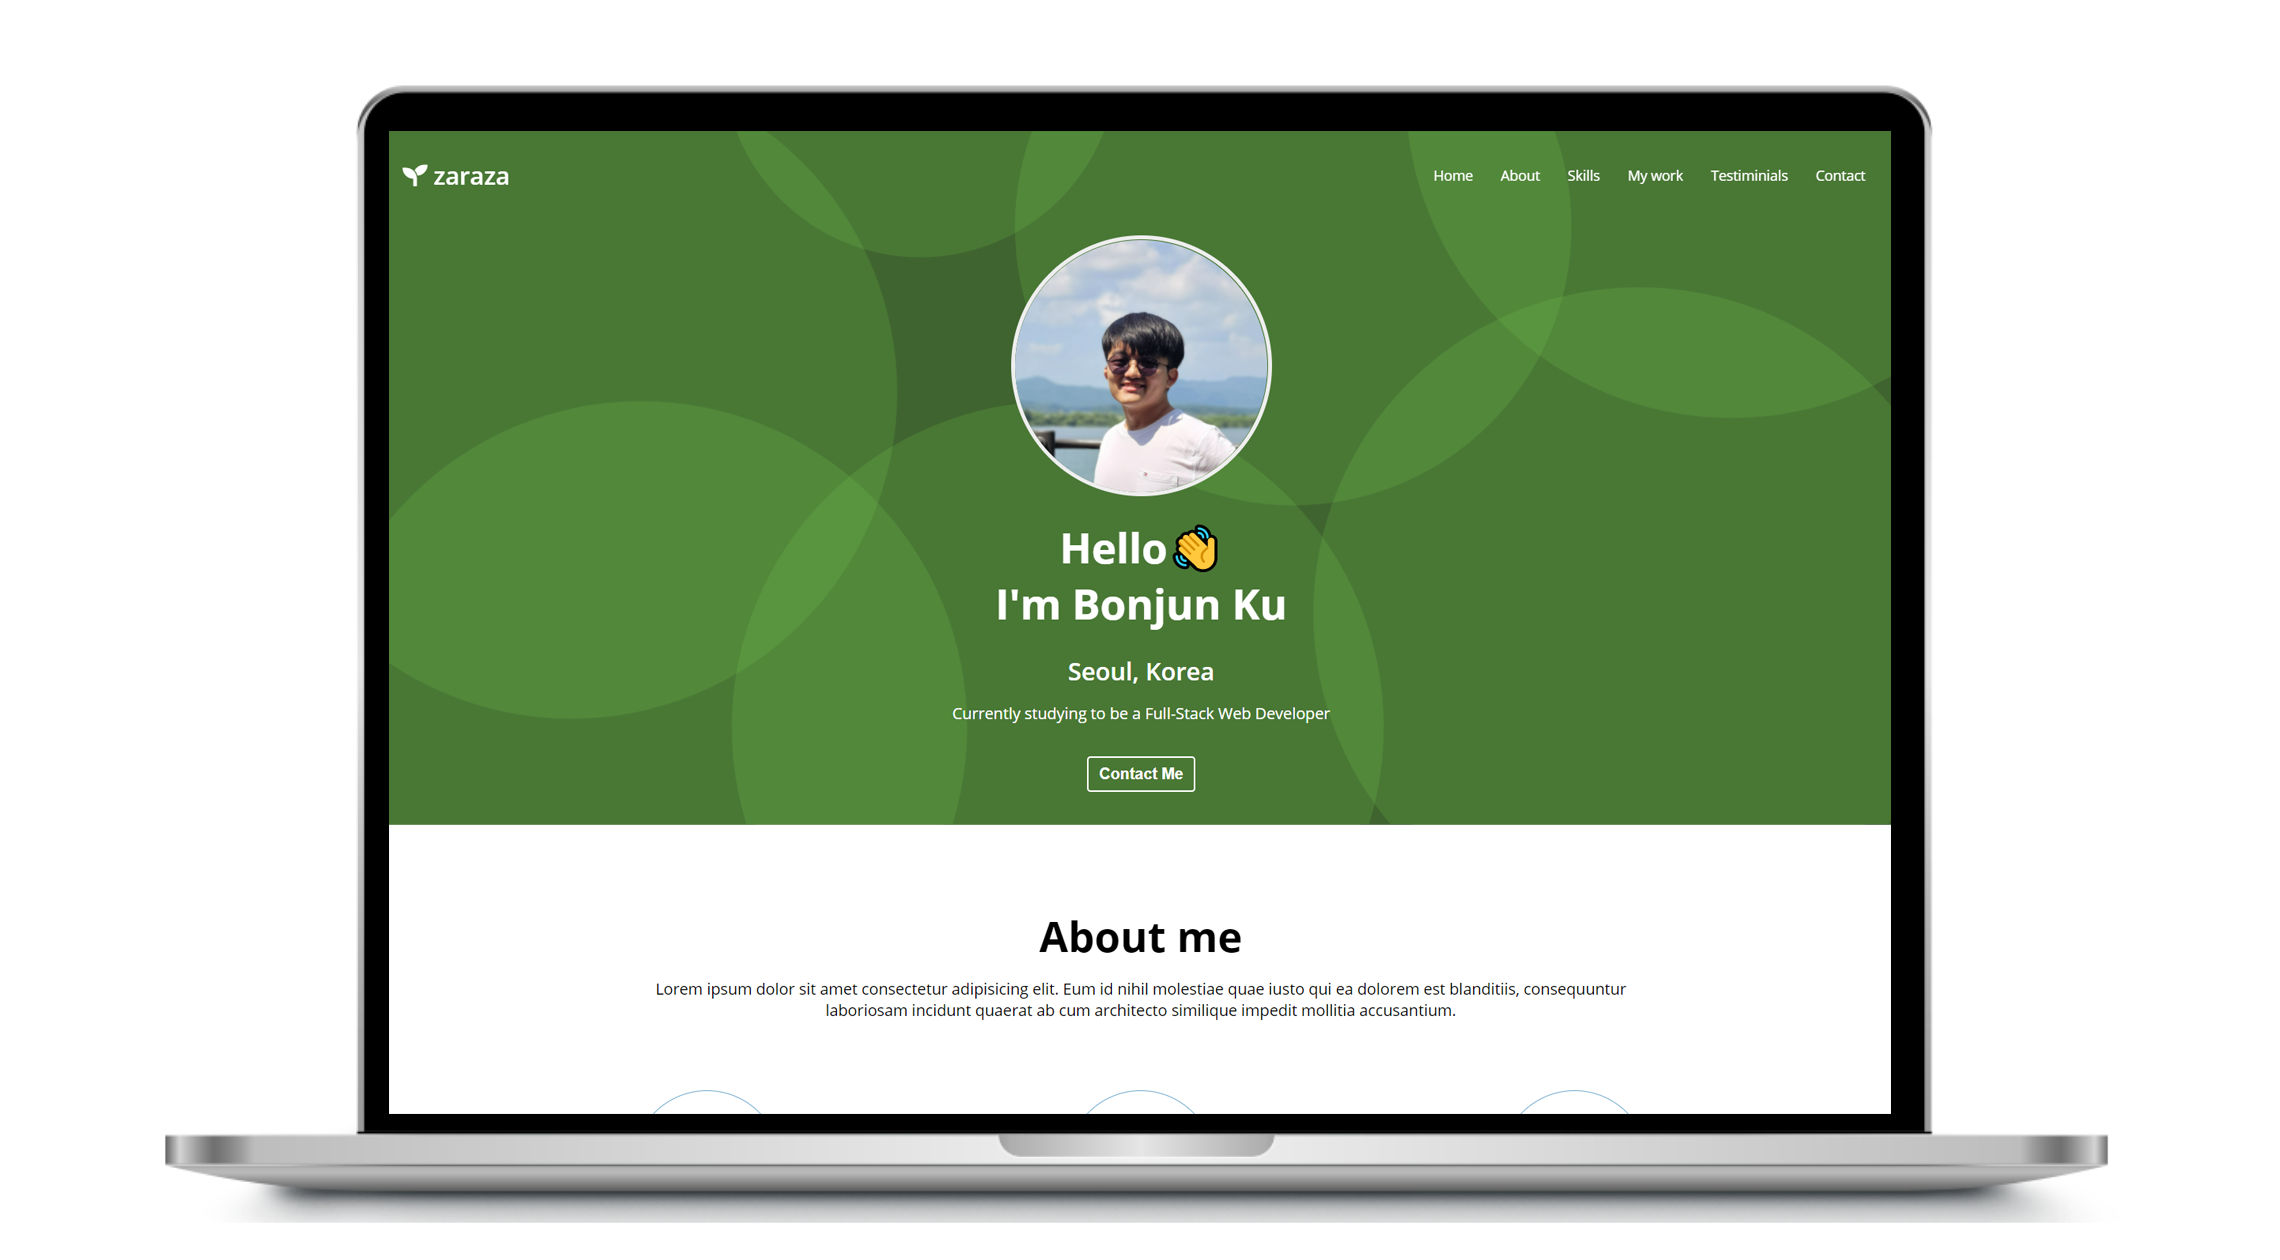 zaraza
Home About Skills My work Testiminials Contact
Hello👋
I'm Bonjun Ku
Seoul, Korea
Currently studying to be a Full-Stack Web Developer
Contact Me
About me
Lorem ipsum dolor sit amet consectetur adipisicing elit. Eum id nihil molestiae quae iusto qui ea dolorem est blanditiis, consequuntur
laboriosam incidunt quaerat ab cum architecto similique impedit mollitia accusantium.